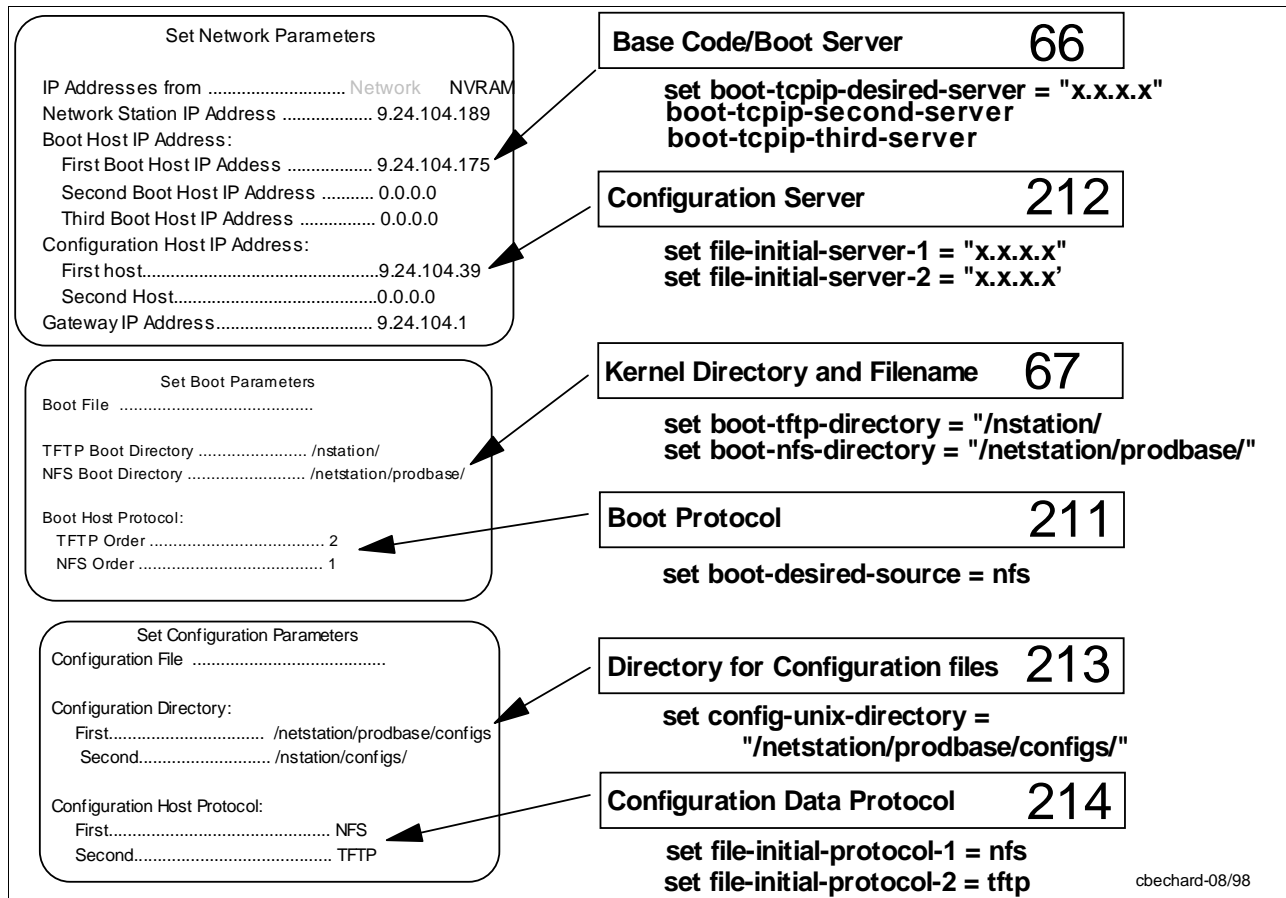 Set Network Parameters
IP Addresses from ............................. Network NVRAM
Network Station IP Address ................... 9.24.104.189
Boot Host IP Address:
First Boot Host IP Addess .................. 9.24.104.175
Second Boot Host IP Address ........... 0.0.0.0
Third Boot Host IP Address ................ 0.0.0.0
Configuration Host IP Address:
First host..................................................9.24.104.39
Second Host...........................................0.0.0.0
Gateway IP Address................................. 9.24.104.1
Base Code/Boot Server 66
set boot-tcpip-desired-server = "x.x.x.x"
boot-tcpip-second-server
boot-tcpip-third-server
Configuration Server 212
set file-initial-server-1 = "x.x.x.x"
set file-initial-server-2 = "x.x.x.x’
Set Boot Parameters
Boot File .........................................
TFTP Boot Directory ....................... /nstation/
NFS Boot Directory ......................... /netstation/prodbase/
Boot Host Protocol:
TFTP Order ..................................... 2
NFS Order ....................................... 1
Kernel Directory and Filename 67
set boot-tftp-directory = "/nstation/
set boot-nfs-directory = "/netstation/prodbase/"
Boot Protocol 211
set boot-desired-source = nfs
Set Configuration Parameters
Configuration File .........................................
Configuration Directory:
First................................. /netstation/prodbase/configs
Second............................ /nstation/configs/
Configuration Host Protocol:
First............................................... NFS
Second.......................................... TFTP
Directory for Configuration files 213
set config-unix-directory =
"/netstation/prodbase/configs/"
Configuration Data Protocol 214
set file-initial-protocol-1 = nfs
set file-initial-protocol-2 = tftp
cbechard-08/98